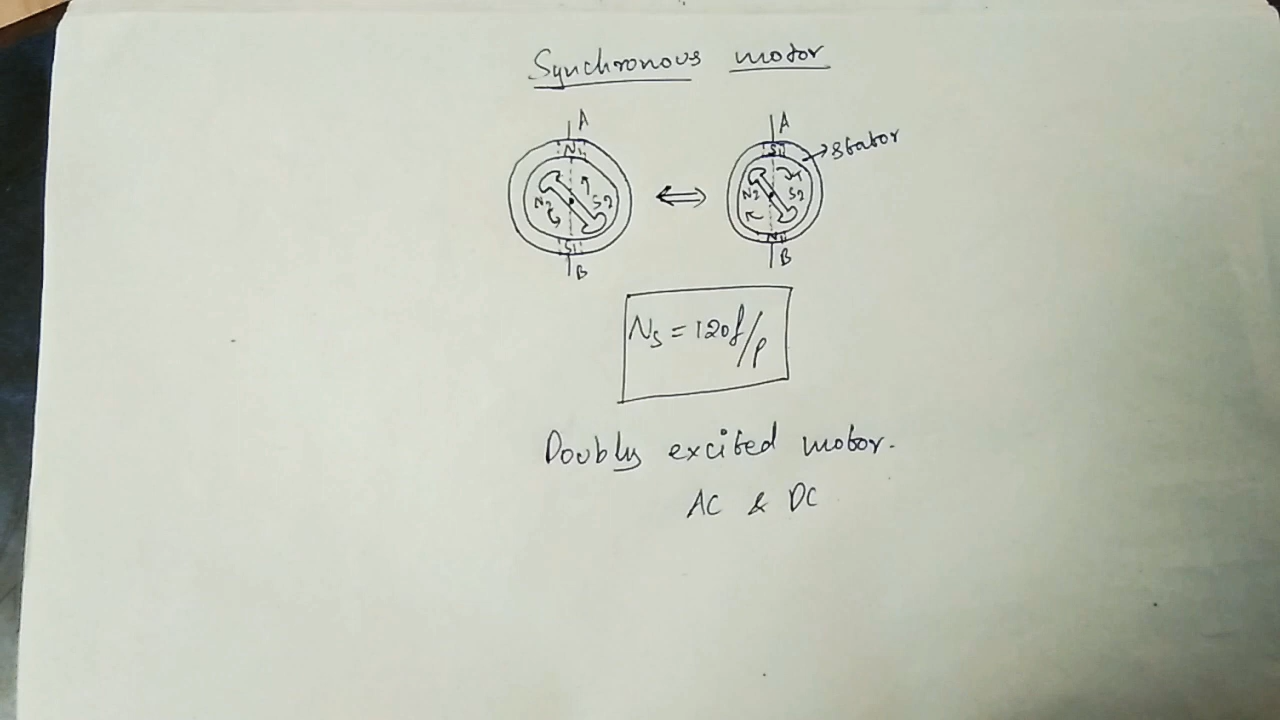 Synchronous motor
A A
N1 S1 stator
N2 S2 N2 S2
S1 N1
B B
Ns = 120f/p
Doubly excited motor.
AC & DC